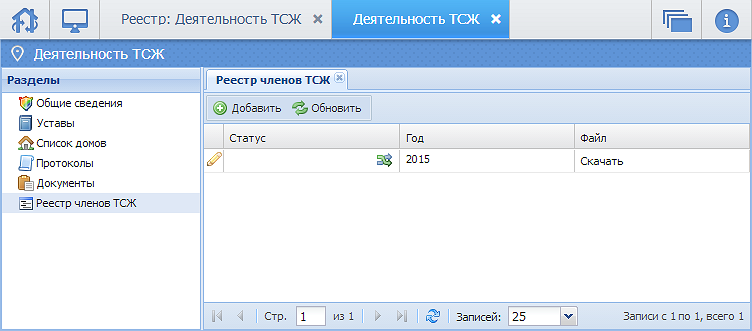 Реестр: Деятельность ТСЖ
Деятельность ТСЖ
Деятельность ТСЖ
Разделы
Общие сведения
Уставы
Список домов
Протоколы
Документы
Реестр членов ТСЖ
Реестр членов ТСЖ
Добавить Обновить
Статус Год Файл
2015 Скачать
Стр. 1 из 1 Записей: 25 Записи с 1 по 1, всего 1